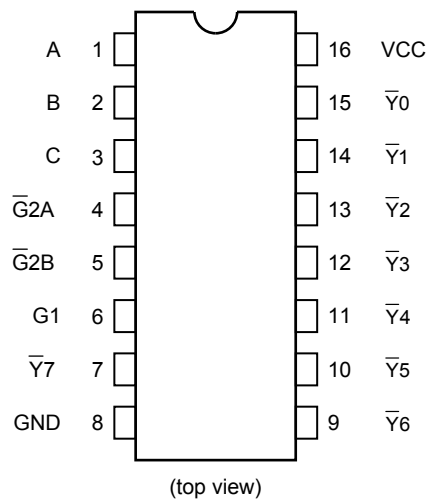 A 1 16 VCC
B 2 15 Y̅0
C 3 14 Y̅1
G̅2A 4 13 Y̅2
G̅2B 5 12 Y̅3
G1 6 11 Y̅4
Y̅7 7 10 Y̅5
GND 8 9 Y̅6
(top view)